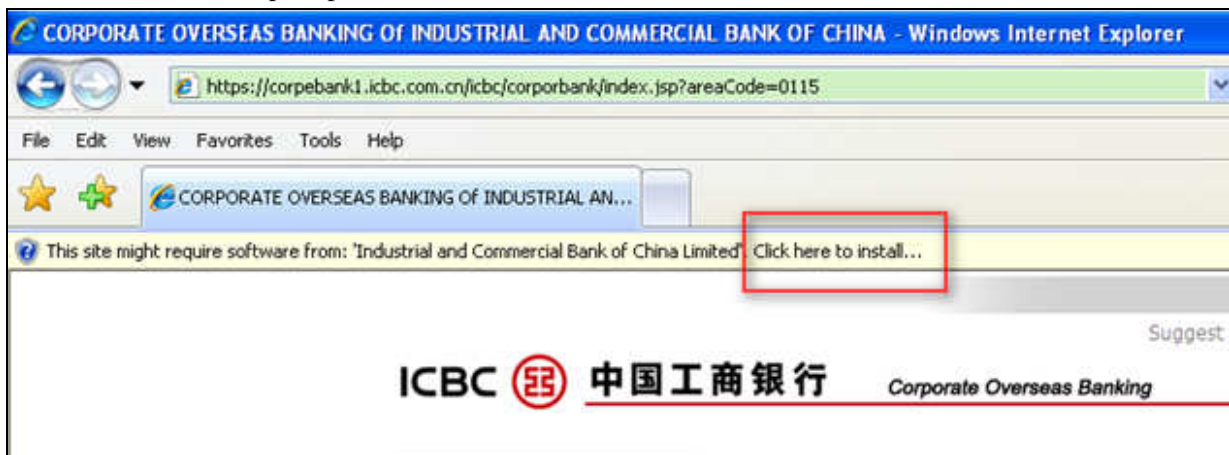 CORPORATE OVERSEAS BANKING Of INDUSTRIAL AND COMMERCIAL BANK OF CHINA - Windows Internet Explorer
https://corpebank1.icbc.com.cn/icbc/corporbank/index.jsp?areaCode=0115
File Edit View Favorites Tools Help
CORPORATE OVERSEAS BANKING Of INDUSTRIAL AN...
This site might require software from: 'Industrial and Commercial Bank of China Limited'. Click here to install...
Suggest
ICBC 中国工商银行 Corporate Overseas Banking